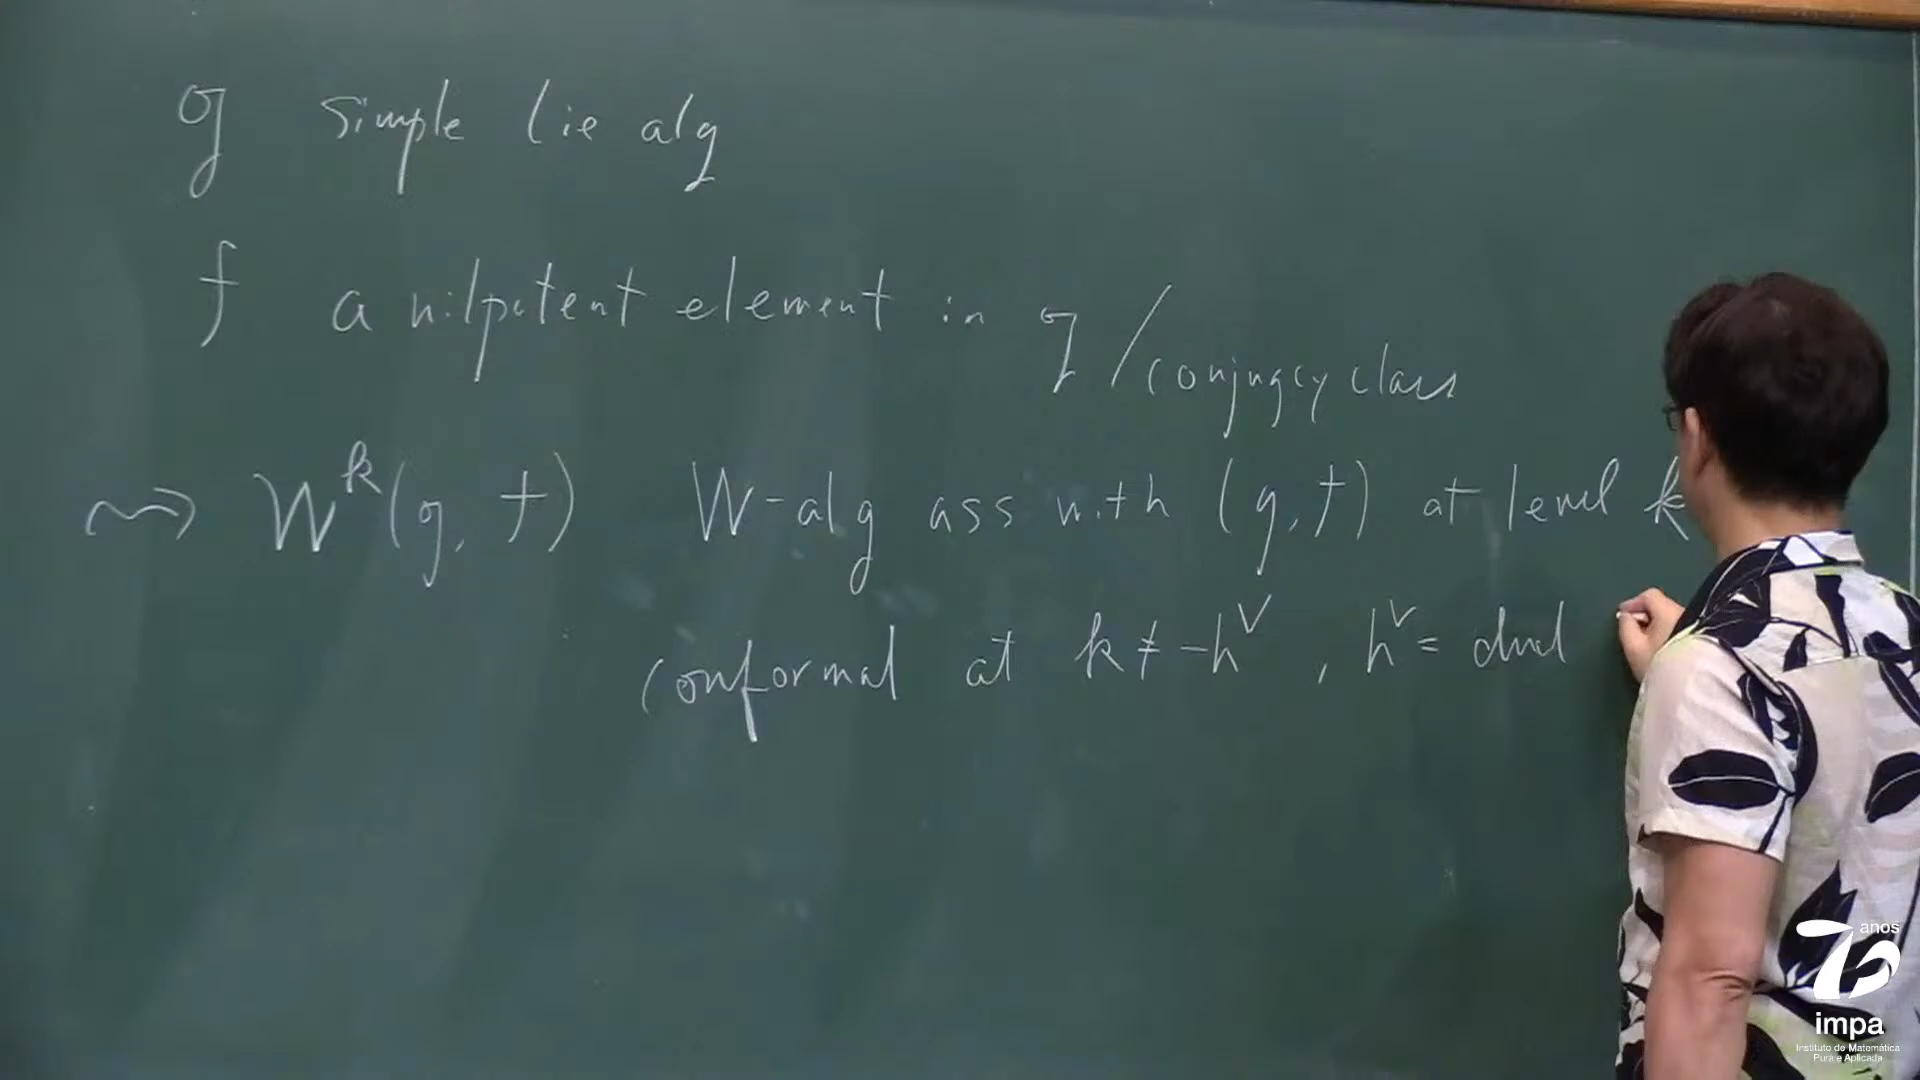 𝔤 simple Lie alg
f a nilpotent element in 𝔤 / conjugcy class
⇝ W^k(g, f) W-alg ass with (g, f) at level k
conformal at k ≠ -h^∨, h^∨ = dual
70 anos
impa
Instituto de Matemática
Pura e Aplicada